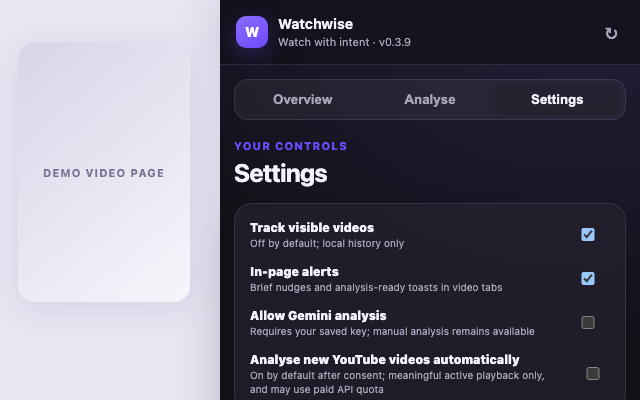 DEMO VIDEO PAGE
W
Watchwise
Watch with intent · v0.3.9
↻
Overview
Analyse
Settings
YOUR CONTROLS
Settings
Track visible videos
Off by default; local history only
In-page alerts
Brief nudges and analysis-ready toasts in video tabs
Allow Gemini analysis
Requires your saved key; manual analysis remains available
Analyse new YouTube videos automatically
On by default after consent; meaningful active playback only,
and may use paid API quota